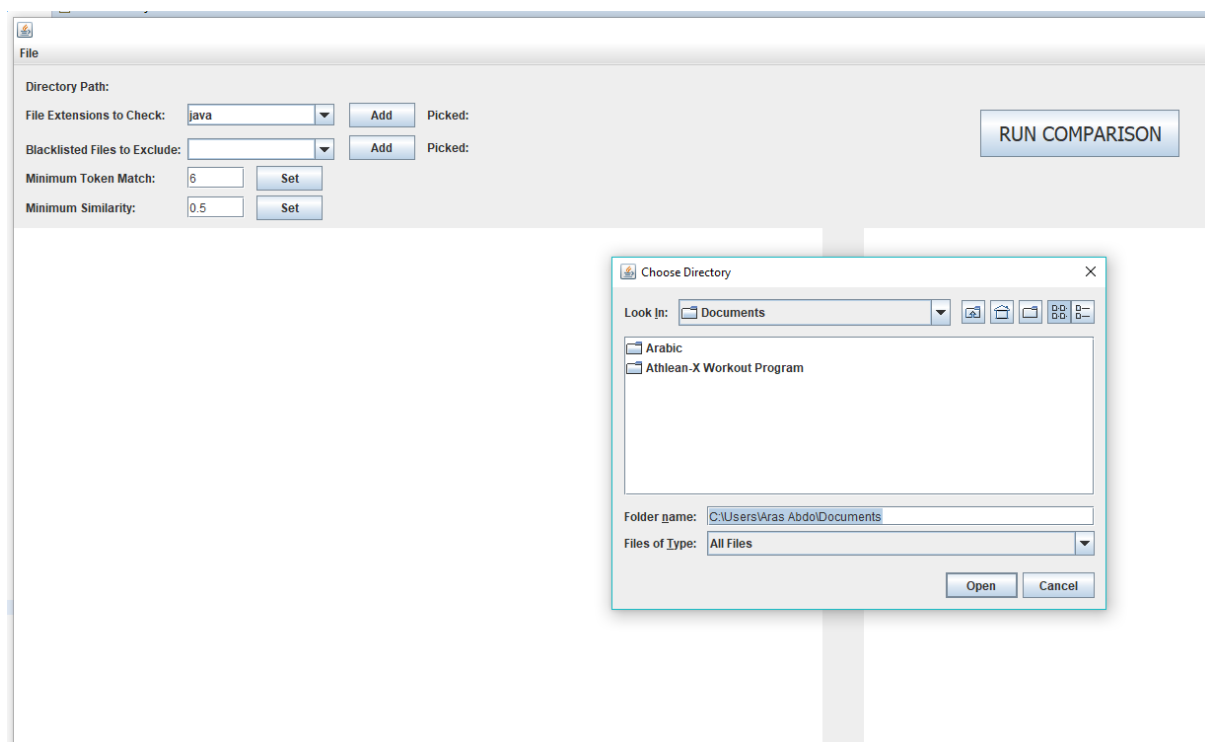 File
Directory Path:
File Extensions to Check: java Add Picked:
RUN COMPARISON
Blacklisted Files to Exclude: Add Picked:
Minimum Token Match: 6 Set
Minimum Similarity: 0.5 Set
Choose Directory
Look In: Documents
Arabic
Athlean-X Workout Program
Folder name: C:\Users\Aras Abdo\Documents
Files of Type: All Files
Open Cancel